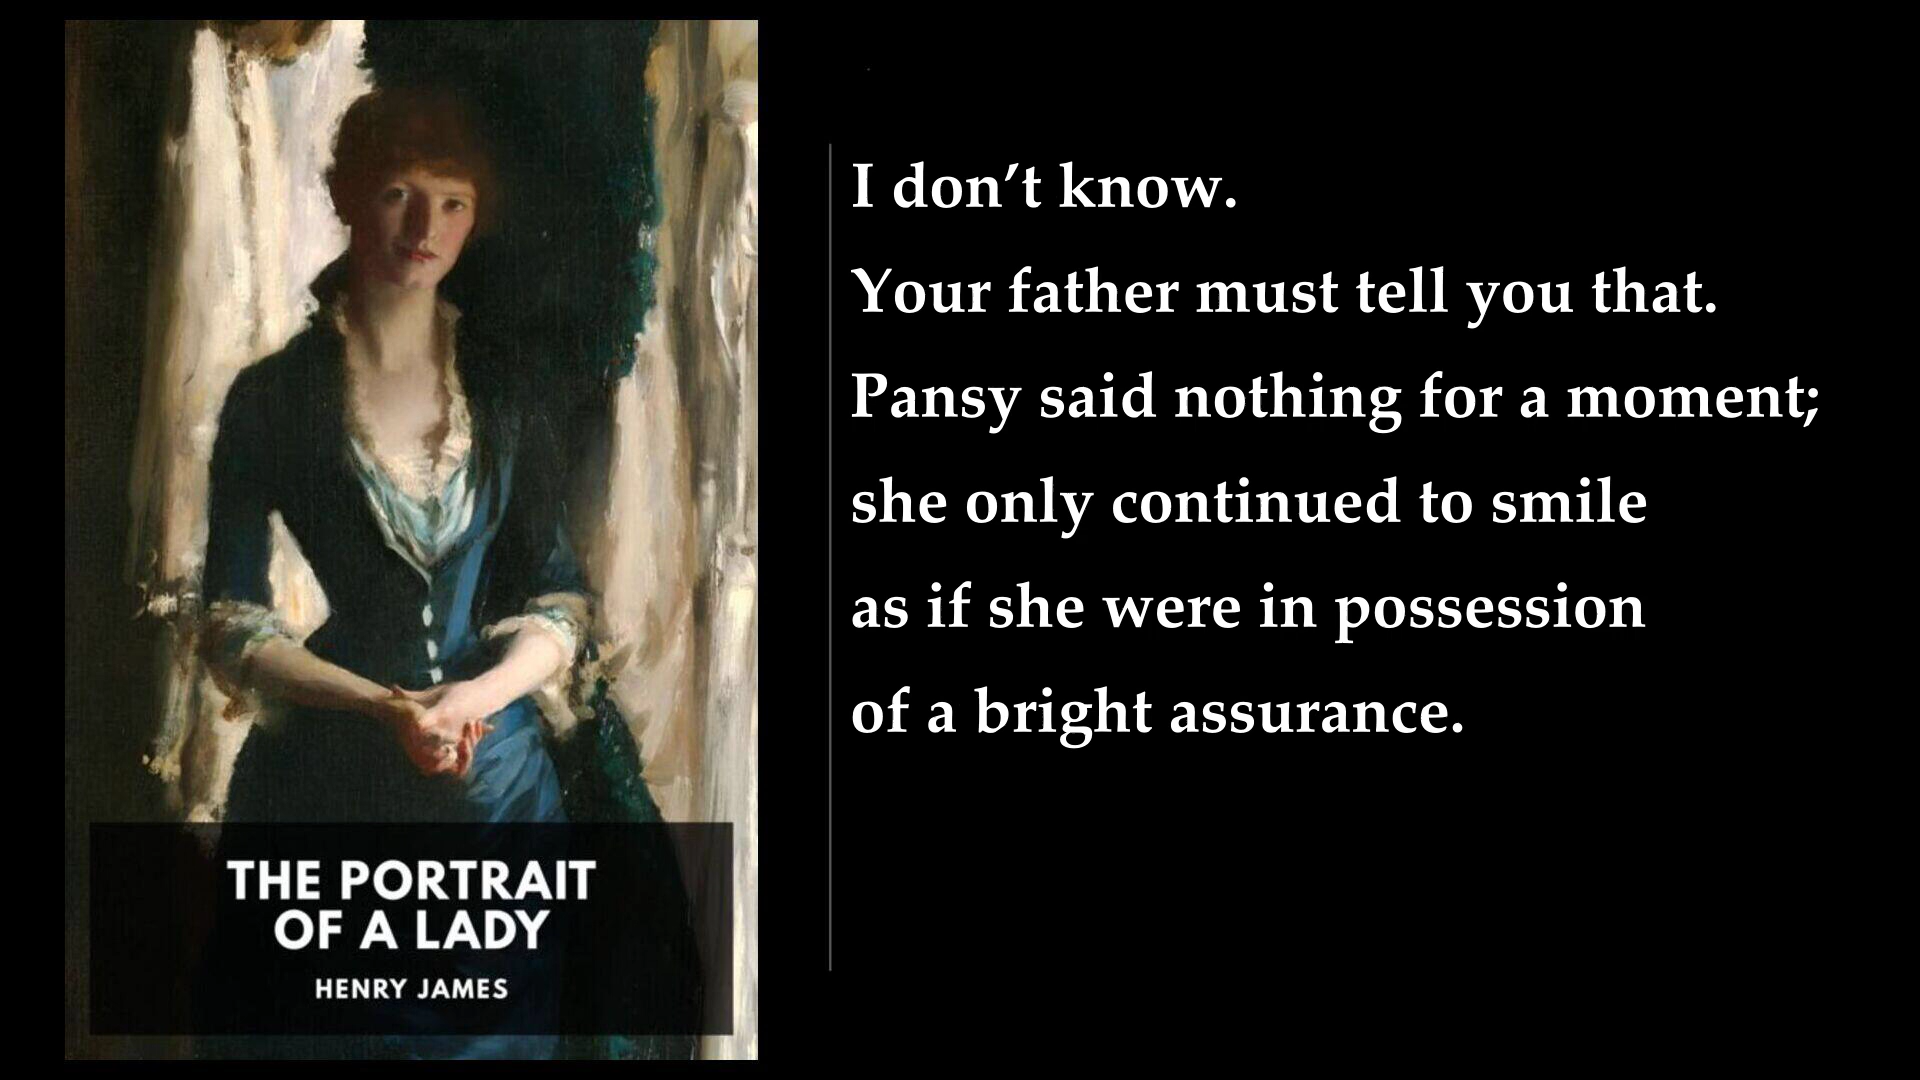 THE PORTRAIT
OF A LADY
HENRY JAMES
I don’t know.
Your father must tell you that.
Pansy said nothing for a moment;
she only continued to smile
as if she were in possession
of a bright assurance.